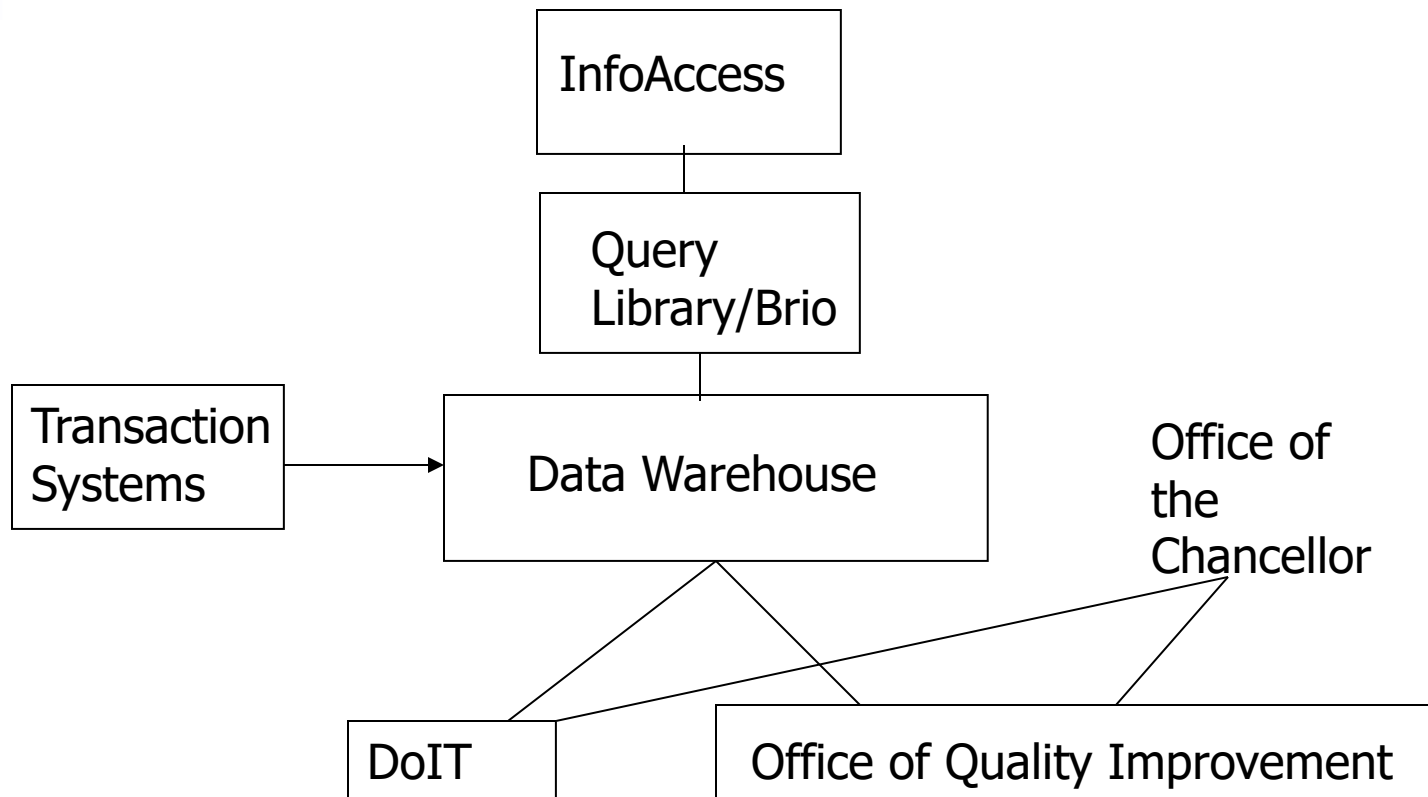 InfoAccess
Query
Library/Brio
Transaction
Systems
Data Warehouse
Office of
the
Chancellor
DoIT
Office of Quality Improvement